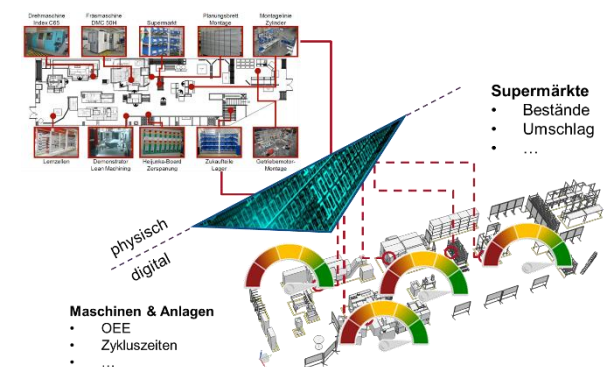 Drehmaschine
Index C65
Fräsmaschine
DMC 50H
Supermarkt
Planungsbrett
Montage
Montagelinie
Zylinder
Lernzellen
Demonstrator
Lean Machining
Heijunka-Board
Zerspanung
Zukaufteile
Lager
Getriebemotor-
Montage
Supermärkte
• Bestände
• Umschlag
• …
physisch
digital
Maschinen & Anlagen
• OEE
• Zykluszeiten
• …